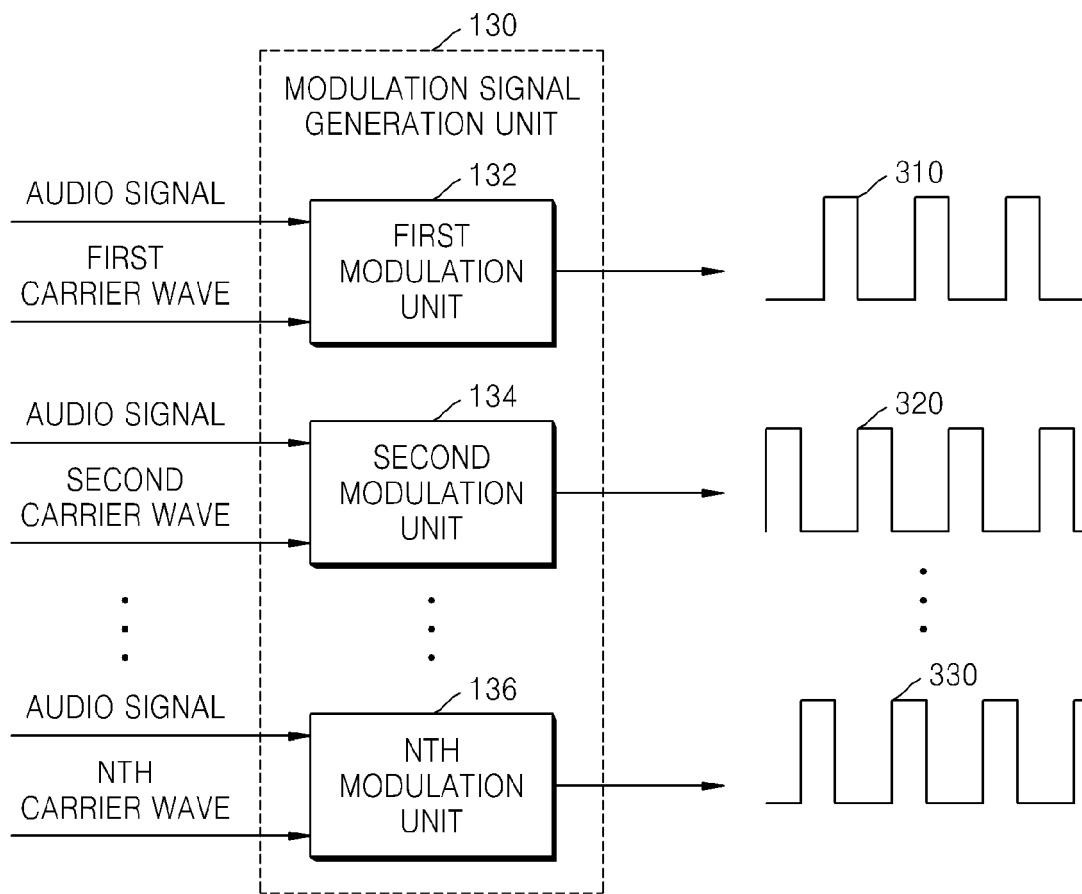 130
MODULATION SIGNAL
GENERATION UNIT
AUDIO SIGNAL
FIRST
CARRIER WAVE
132
FIRST
MODULATION
UNIT
310
AUDIO SIGNAL
SECOND
CARRIER WAVE
134
SECOND
MODULATION
UNIT
320
AUDIO SIGNAL
NTH
CARRIER WAVE
136
NTH
MODULATION
UNIT
330